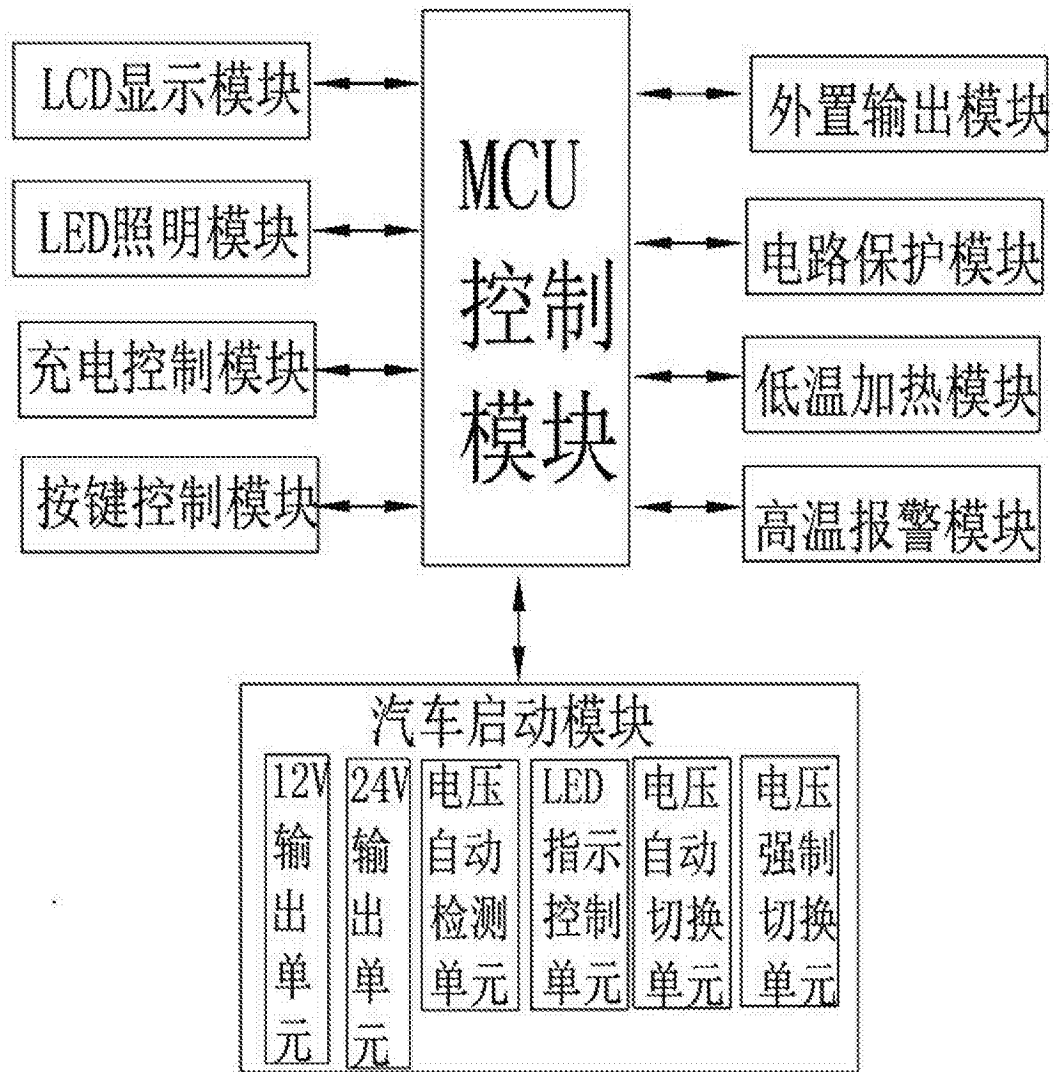 LCD显示模块
LED照明模块
充电控制模块
按键控制模块
MCU
控制
模块
外置输出模块
电路保护模块
低温加热模块
高温报警模块
汽车启动模块
12V
输
出
单
元
24V
输
出
单
元
电压
自动
检测
单元
LED
指示
控制
单元
电压
自动
切换
单元
电压
强制
切换
单元